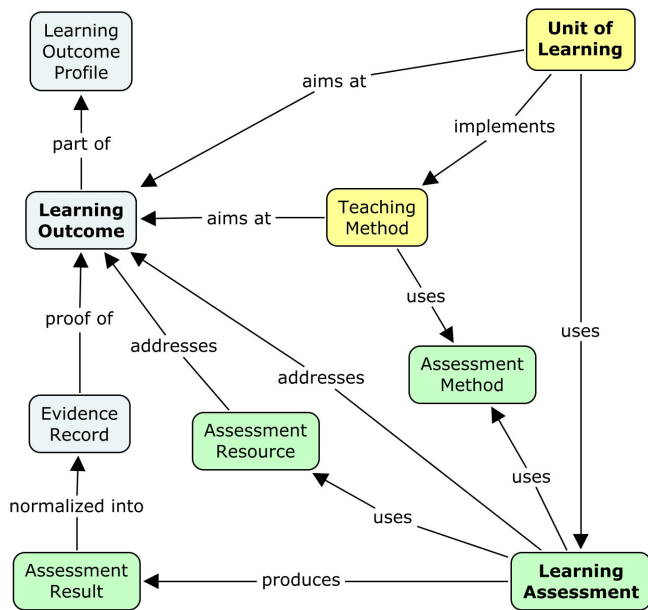 Learning
Outcome
Profile
Unit of
Learning
aims at
implements
part of
Learning
Outcome
aims at
Teaching
Method
uses
proof of
addresses
uses
addresses
Assessment
Method
Evidence
Record
Assessment
Resource
uses
normalized into
uses
Assessment
Result
produces
Learning
Assessment